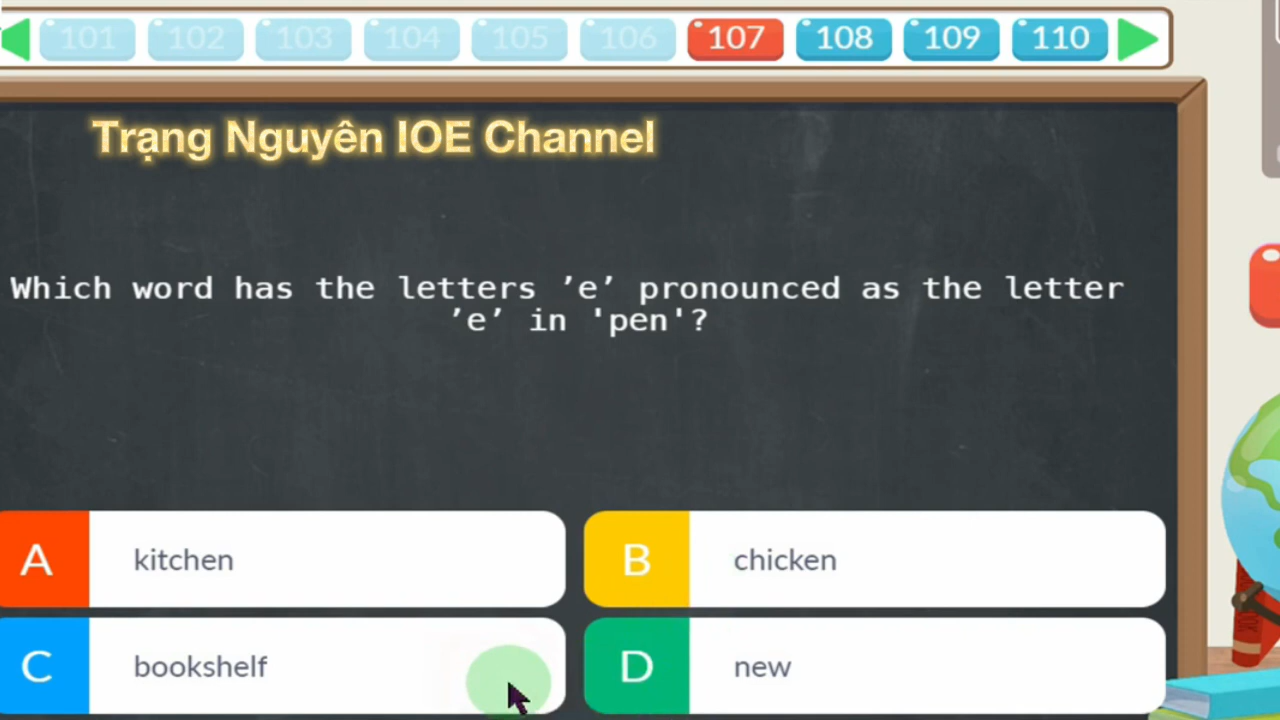 101 102 103 104 105 106 107 108 109 110
Trạng Nguyên IOE Channel
Which word has the letters ’e’ pronounced as the letter
’e’ in 'pen'?
A kitchen
B chicken
C bookshelf
D new